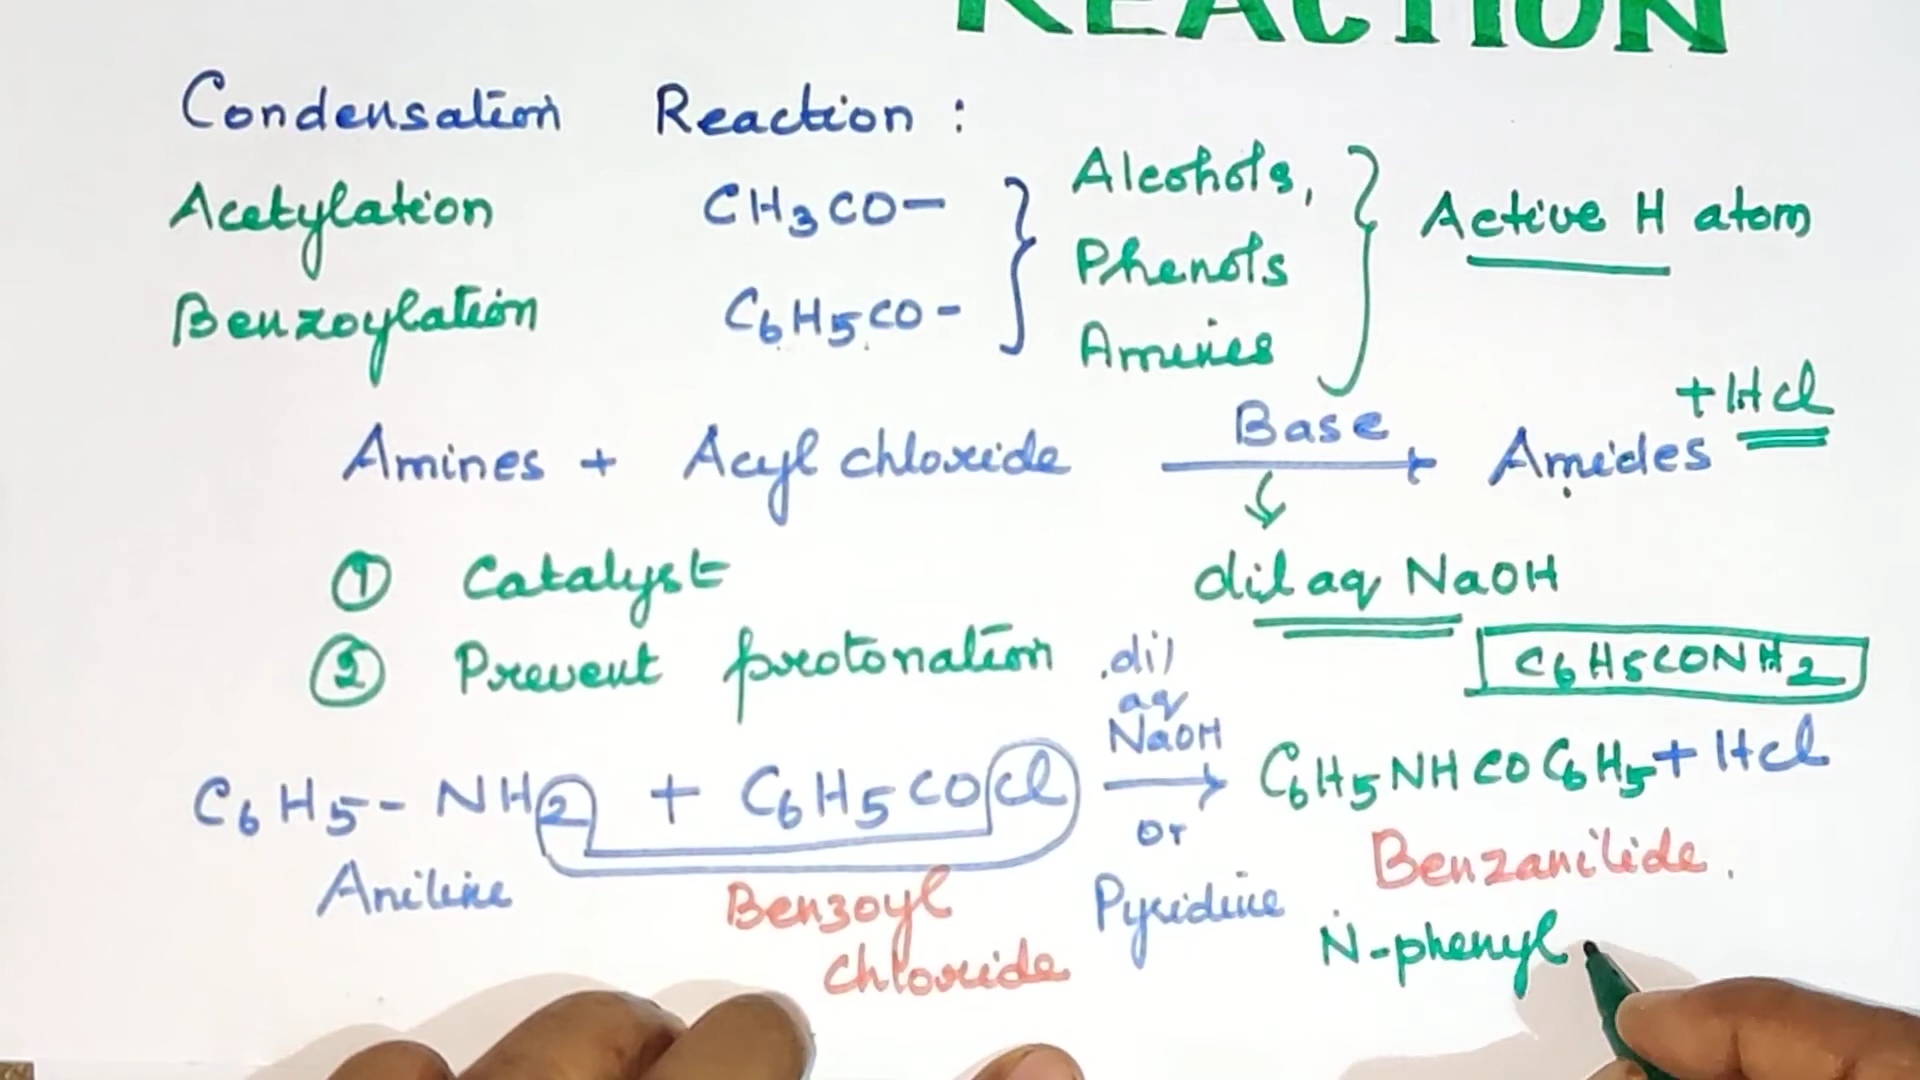 REACTION
Condensation Reaction :
Acetylation CH3CO- Alcohols, Active H atom
Phenols
Benzoylation C6H5CO- Amines
+ HCl
Amines + Acyl chloride Base Amides
① Catalyst dil aq NaOH
② Prevent protonation C6H5CONH2
C6H5-NH2 + C6H5COCl dil aq NaOH or Pyridine C6H5NHCOC6H5 + HCl
Aniline Benzoyl chloride Benzanilide.
N-phenyl